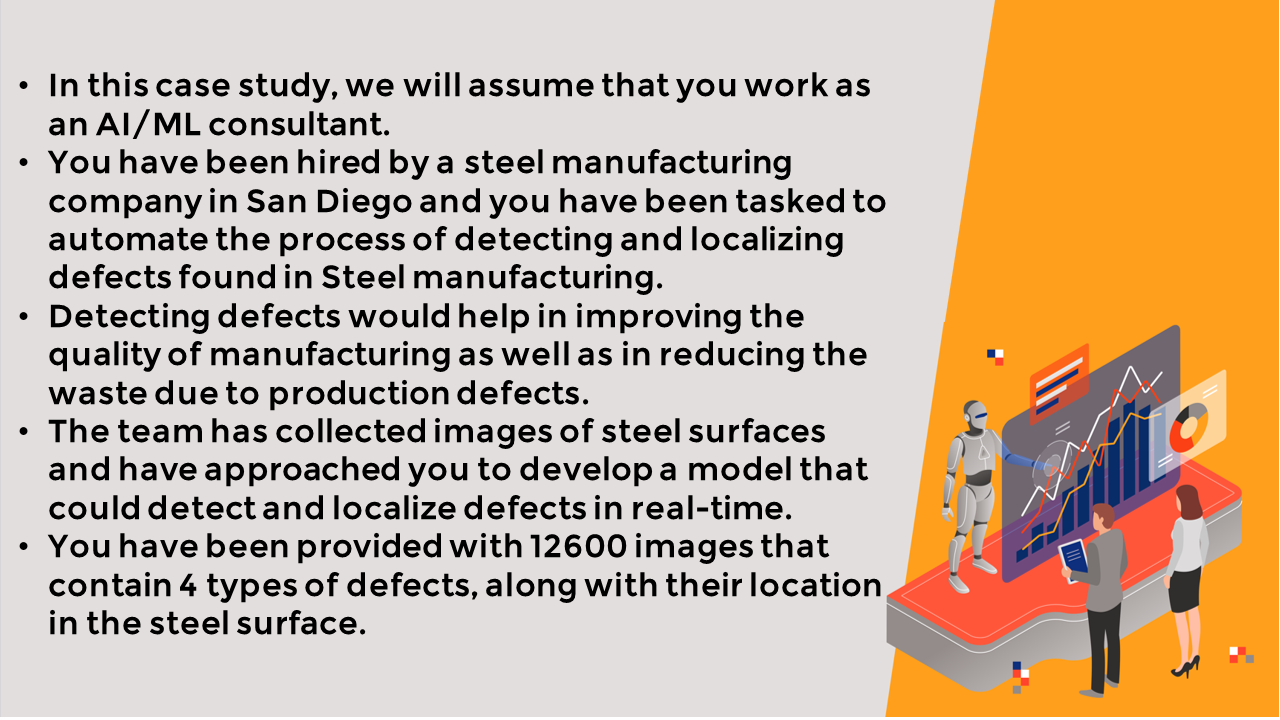 • In this case study, we will assume that you work as
an AI/ML consultant.
• You have been hired by a steel manufacturing
company in San Diego and you have been tasked to
automate the process of detecting and localizing
defects found in Steel manufacturing.
• Detecting defects would help in improving the
quality of manufacturing as well as in reducing the
waste due to production defects.
• The team has collected images of steel surfaces
and have approached you to develop a model that
could detect and localize defects in real-time.
• You have been provided with 12600 images that
contain 4 types of defects, along with their location
in the steel surface.